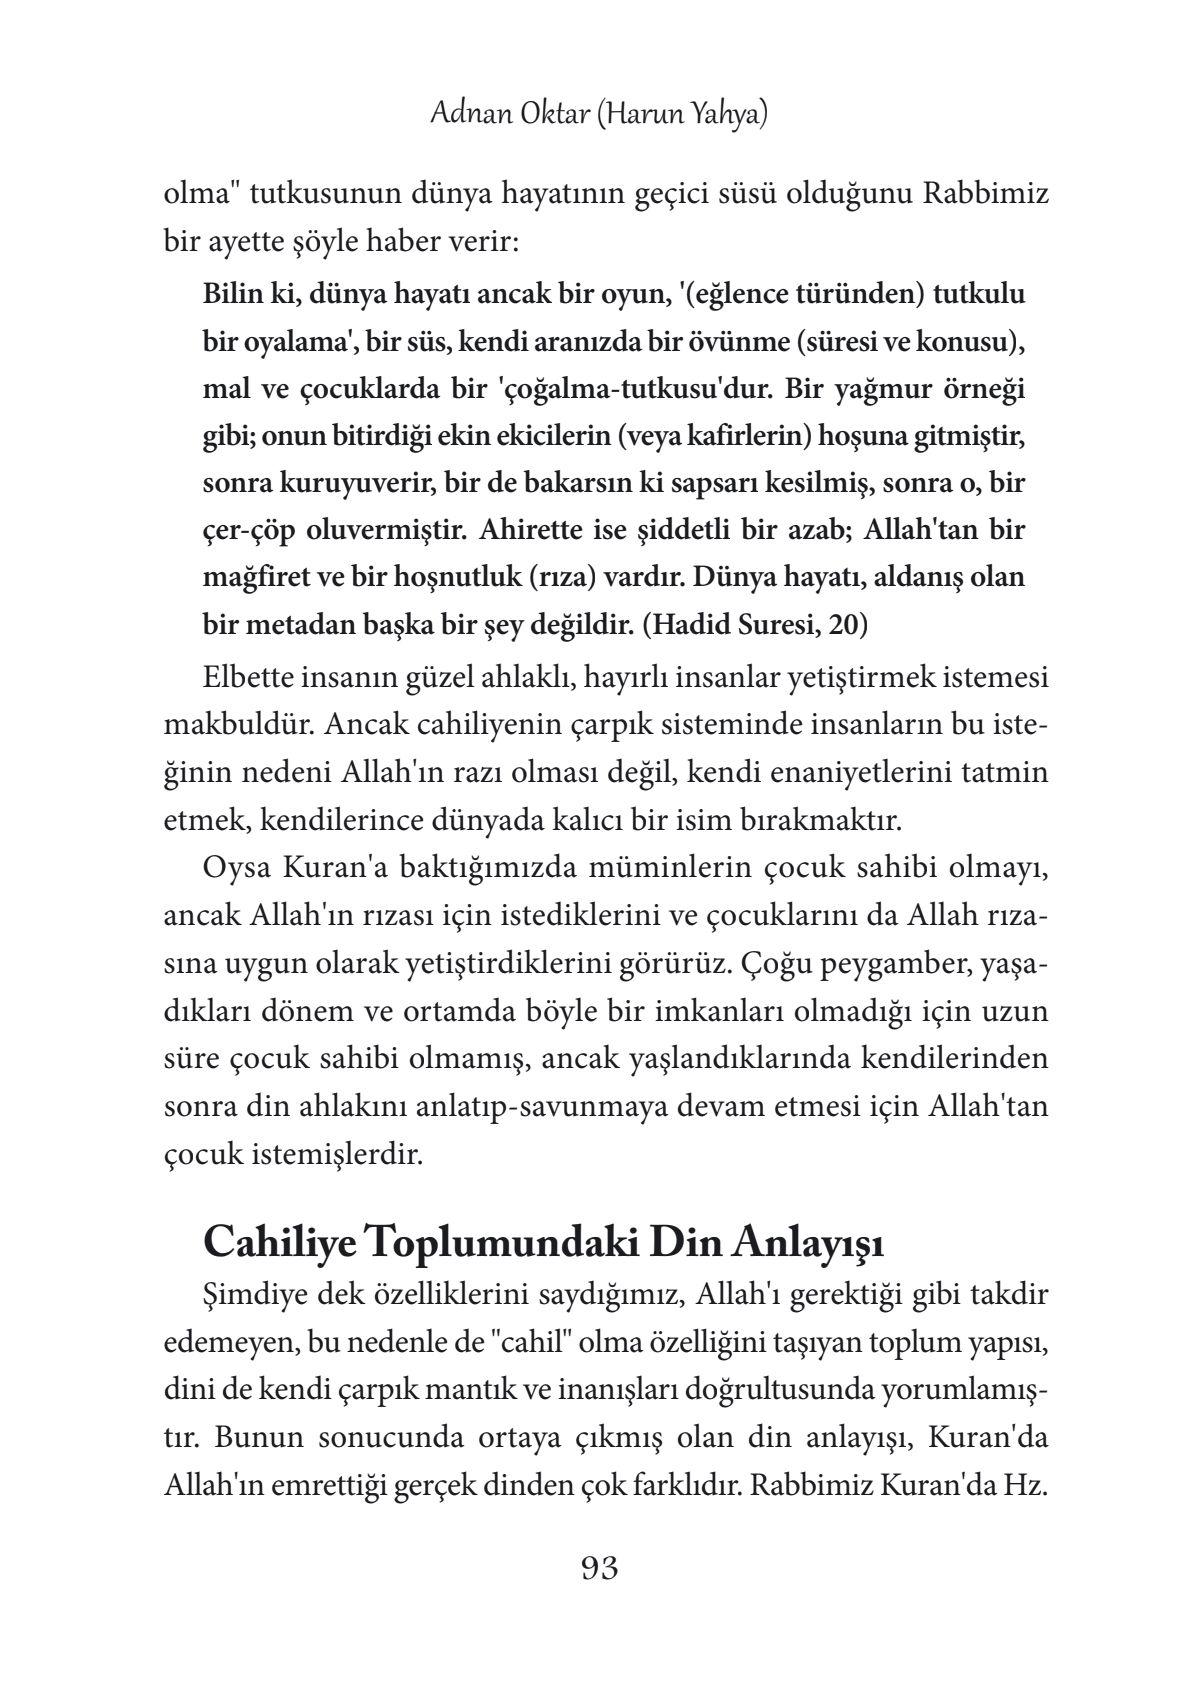 Adnan Oktar (Harun Yahya)
olma" tutkusunun dünya hayatının geçici süsü olduğunu Rabbimiz
bir ayette şöyle haber verir:
Bilin ki, dünya hayatı ancak bir oyun, '(eğlence türünden) tutkulu
bir oyalama', bir süs, kendi aranızda bir övünme (süresi ve konusu),
mal ve çocuklarda bir 'çoğalma-tutkusu'dur. Bir yağmur örneği
gibi; onun bitirdiği ekin ekicilerin (veya kafirlerin) hoşuna gitmiştir,
sonra kuruyuverir, bir de bakarsın ki sapsarı kesilmiş, sonra o, bir
çer-çöp oluvermiştir. Ahirette ise şiddetli bir azab; Allah'tan bir
mağfiret ve bir hoşnutluk (rıza) vardır. Dünya hayatı, aldanış olan
bir metadan başka bir şey değildir. (Hadid Suresi, 20)
Elbette insanın güzel ahlaklı, hayırlı insanlar yetiştirmek istemesi
makbuldür. Ancak cahiliyenin çarpık sisteminde insanların bu iste-
ğinin nedeni Allah'ın razı olması değil, kendi enaniyetlerini tatmin
etmek, kendilerince dünyada kalıcı bir isim bırakmaktır.
Oysa Kuran'a baktığımızda müminlerin çocuk sahibi olmayı,
ancak Allah'ın rızası için istediklerini ve çocuklarını da Allah rıza-
sına uygun olarak yetiştirdiklerini görürüz. Çoğu peygamber, yaşa-
dıkları dönem ve ortamda böyle bir imkanları olmadığı için uzun
süre çocuk sahibi olmamış, ancak yaşlandıklarında kendilerinden
sonra din ahlakını anlatıp-savunmaya devam etmesi için Allah'tan
çocuk istemişlerdir.
Cahiliye Toplumundaki Din Anlayışı
Şimdiye dek özelliklerini saydığımız, Allah'ı gerektiği gibi takdir
edemeyen, bu nedenle de "cahil" olma özelliğini taşıyan toplum yapısı,
dini de kendi çarpık mantık ve inanışları doğrultusunda yorumlamış-
tır. Bunun sonucunda ortaya çıkmış olan din anlayışı, Kuran'da
Allah'ın emrettiği gerçek dinden çok farklıdır. Rabbimiz Kuran'da Hz.
93